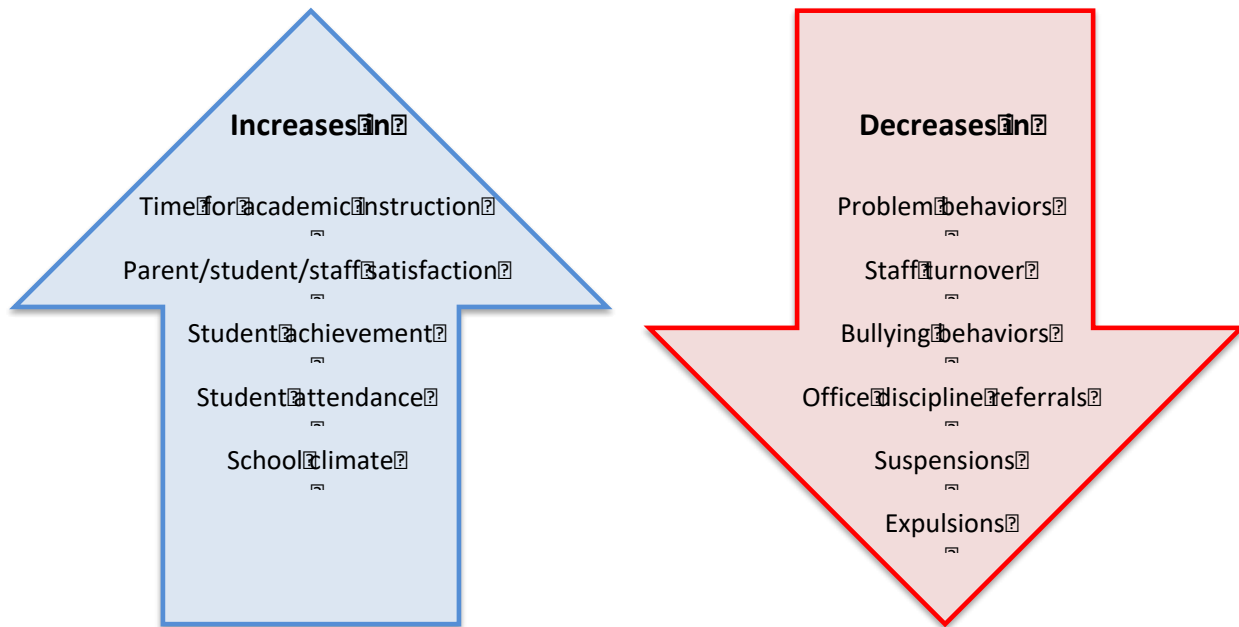 Increases in
Time for academic instruction
Parent/student/staff satisfaction
Student achievement
Student attendance
School climate
Decreases in
Problem behaviors
Staff turnover
Bullying behaviors
Office discipline referrals
Suspensions
Expulsions